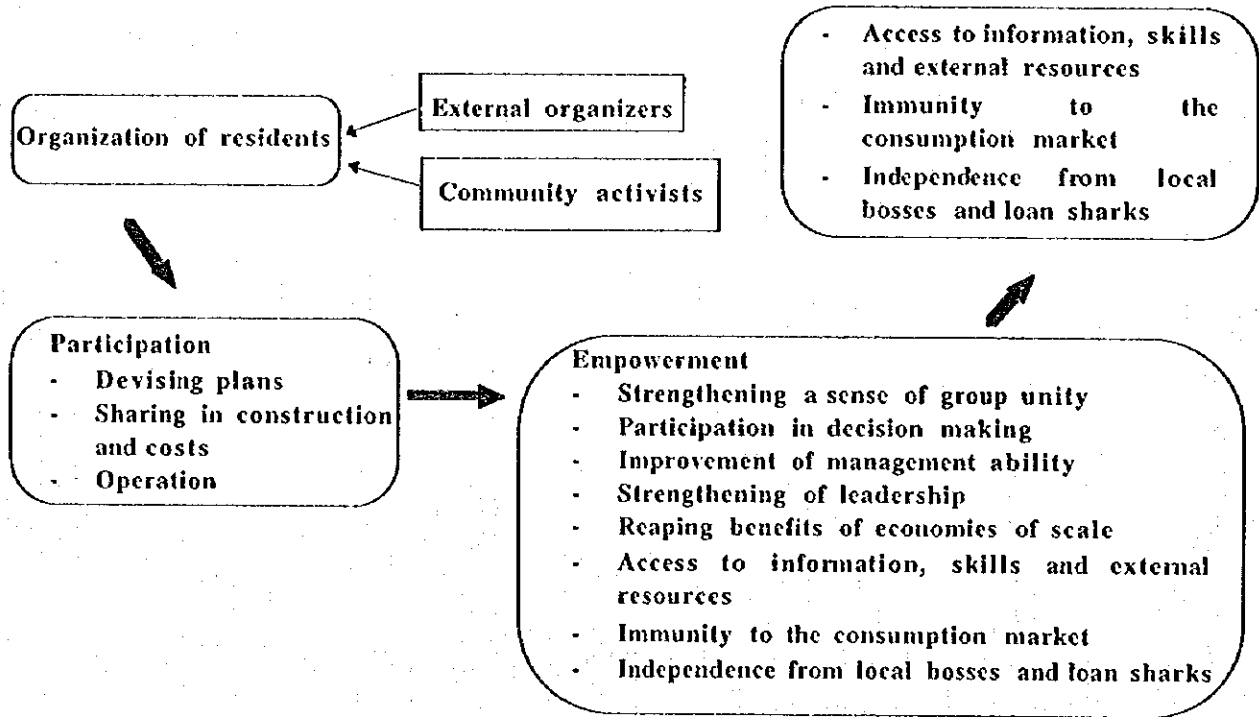 Organization of residents
External organizers
Community activists
Participation
- Devising plans
- Sharing in construction
and costs
- Operation
Empowerment
- Strengthening a sense of group unity
- Participation in decision making
- Improvement of management ability
- Strengthening of leadership
- Reaping benefits of economies of scale
- Access to information, skills and external
resources
- Immunity to the consumption market
- Independence from local bosses and loan sharks
- Access to information, skills
and external resources
- Immunity to the
consumption market
- Independence from local
bosses and loan sharks